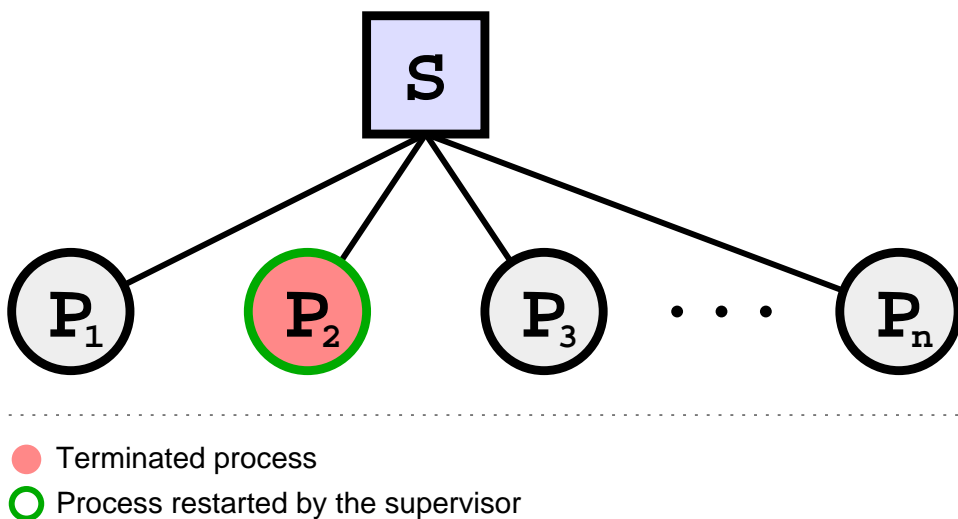 S
P1 P2 P3 . . . Pn
Terminated process
Process restarted by the supervisor